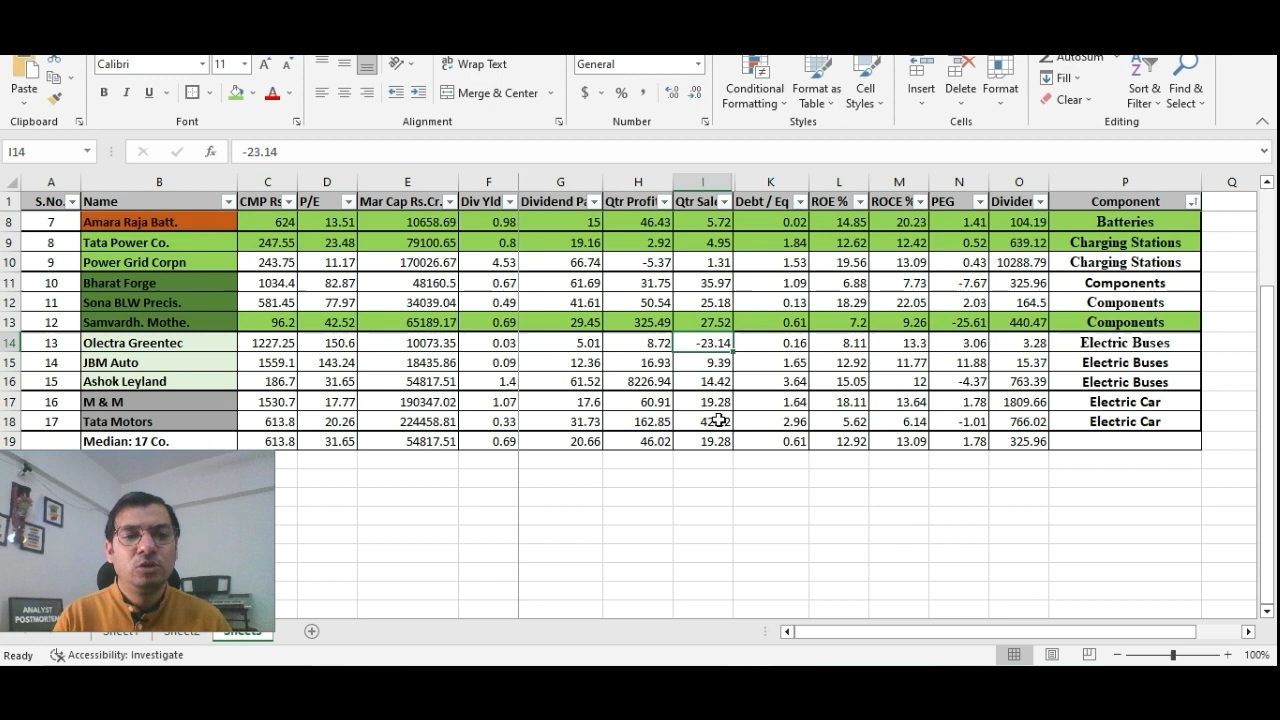 Calibri 11 A A Wrap Text General AutoSum
Paste B I U A Merge & Center $ % , Conditional Formatting Format as Table Cell Styles Insert Delete Format Fill Clear Sort & Filter Find & Select
Clipboard Font Alignment Number Styles Cells Editing
I14 fx -23.14
A B C D E F G H I K L M N O P Q
1 S.No. Name CMP Rs P/E Mar Cap Rs.Cr. Div Yld Dividend Pa Qtr Profit Qtr Sale Debt / Eq ROE % ROCE % PEG Dividen Component
8 7 Amara Raja Batt. 624 13.51 10658.69 0.98 15 46.43 5.72 0.02 14.85 20.23 1.41 104.19 Batteries
9 8 Tata Power Co. 247.55 23.48 79100.65 0.8 19.16 2.92 4.95 1.84 12.62 12.42 0.52 639.12 Charging Stations
10 9 Power Grid Corpn 243.75 11.17 170026.67 4.53 66.74 -5.37 1.31 1.53 19.56 13.09 0.43 10288.79 Charging Stations
11 10 Bharat Forge 1034.4 82.87 48160.5 0.67 61.69 31.75 35.97 1.09 6.88 7.73 -7.67 325.96 Components
12 11 Sona BLW Precis. 581.45 77.97 34039.04 0.49 41.61 50.54 25.18 0.13 18.29 22.05 2.03 164.5 Components
13 12 Samvardh. Mothe. 96.2 42.52 65189.17 0.69 29.45 325.49 27.52 0.61 7.2 9.26 -25.61 440.47 Components
14 13 Olectra Greentec 1227.25 150.6 10073.35 0.03 5.01 8.72 -23.14 0.16 8.11 13.3 3.06 3.28 Electric Buses
15 14 JBM Auto 1559.1 143.24 18435.86 0.09 12.36 16.93 9.39 1.65 12.92 11.77 11.88 15.37 Electric Buses
16 15 Ashok Leyland 186.7 31.65 54817.51 1.4 61.52 8226.94 14.42 3.64 15.05 12 -4.37 763.39 Electric Buses
17 16 M & M 1530.7 17.77 190347.02 1.07 17.6 60.91 19.28 1.64 18.11 13.64 1.78 1809.66 Electric Car
18 17 Tata Motors 613.8 20.26 224458.81 0.33 31.73 162.85 2.96 5.62 6.14 -1.01 766.02 Electric Car
19 Median: 17 Co. 613.8 31.65 54817.51 0.69 20.66 46.02 19.28 0.61 12.92 13.09 1.78 325.96
ANALYST
POSTMORTEM
Sheet1 Sheet2 Sheet3
Ready Accessibility: Investigate 100%